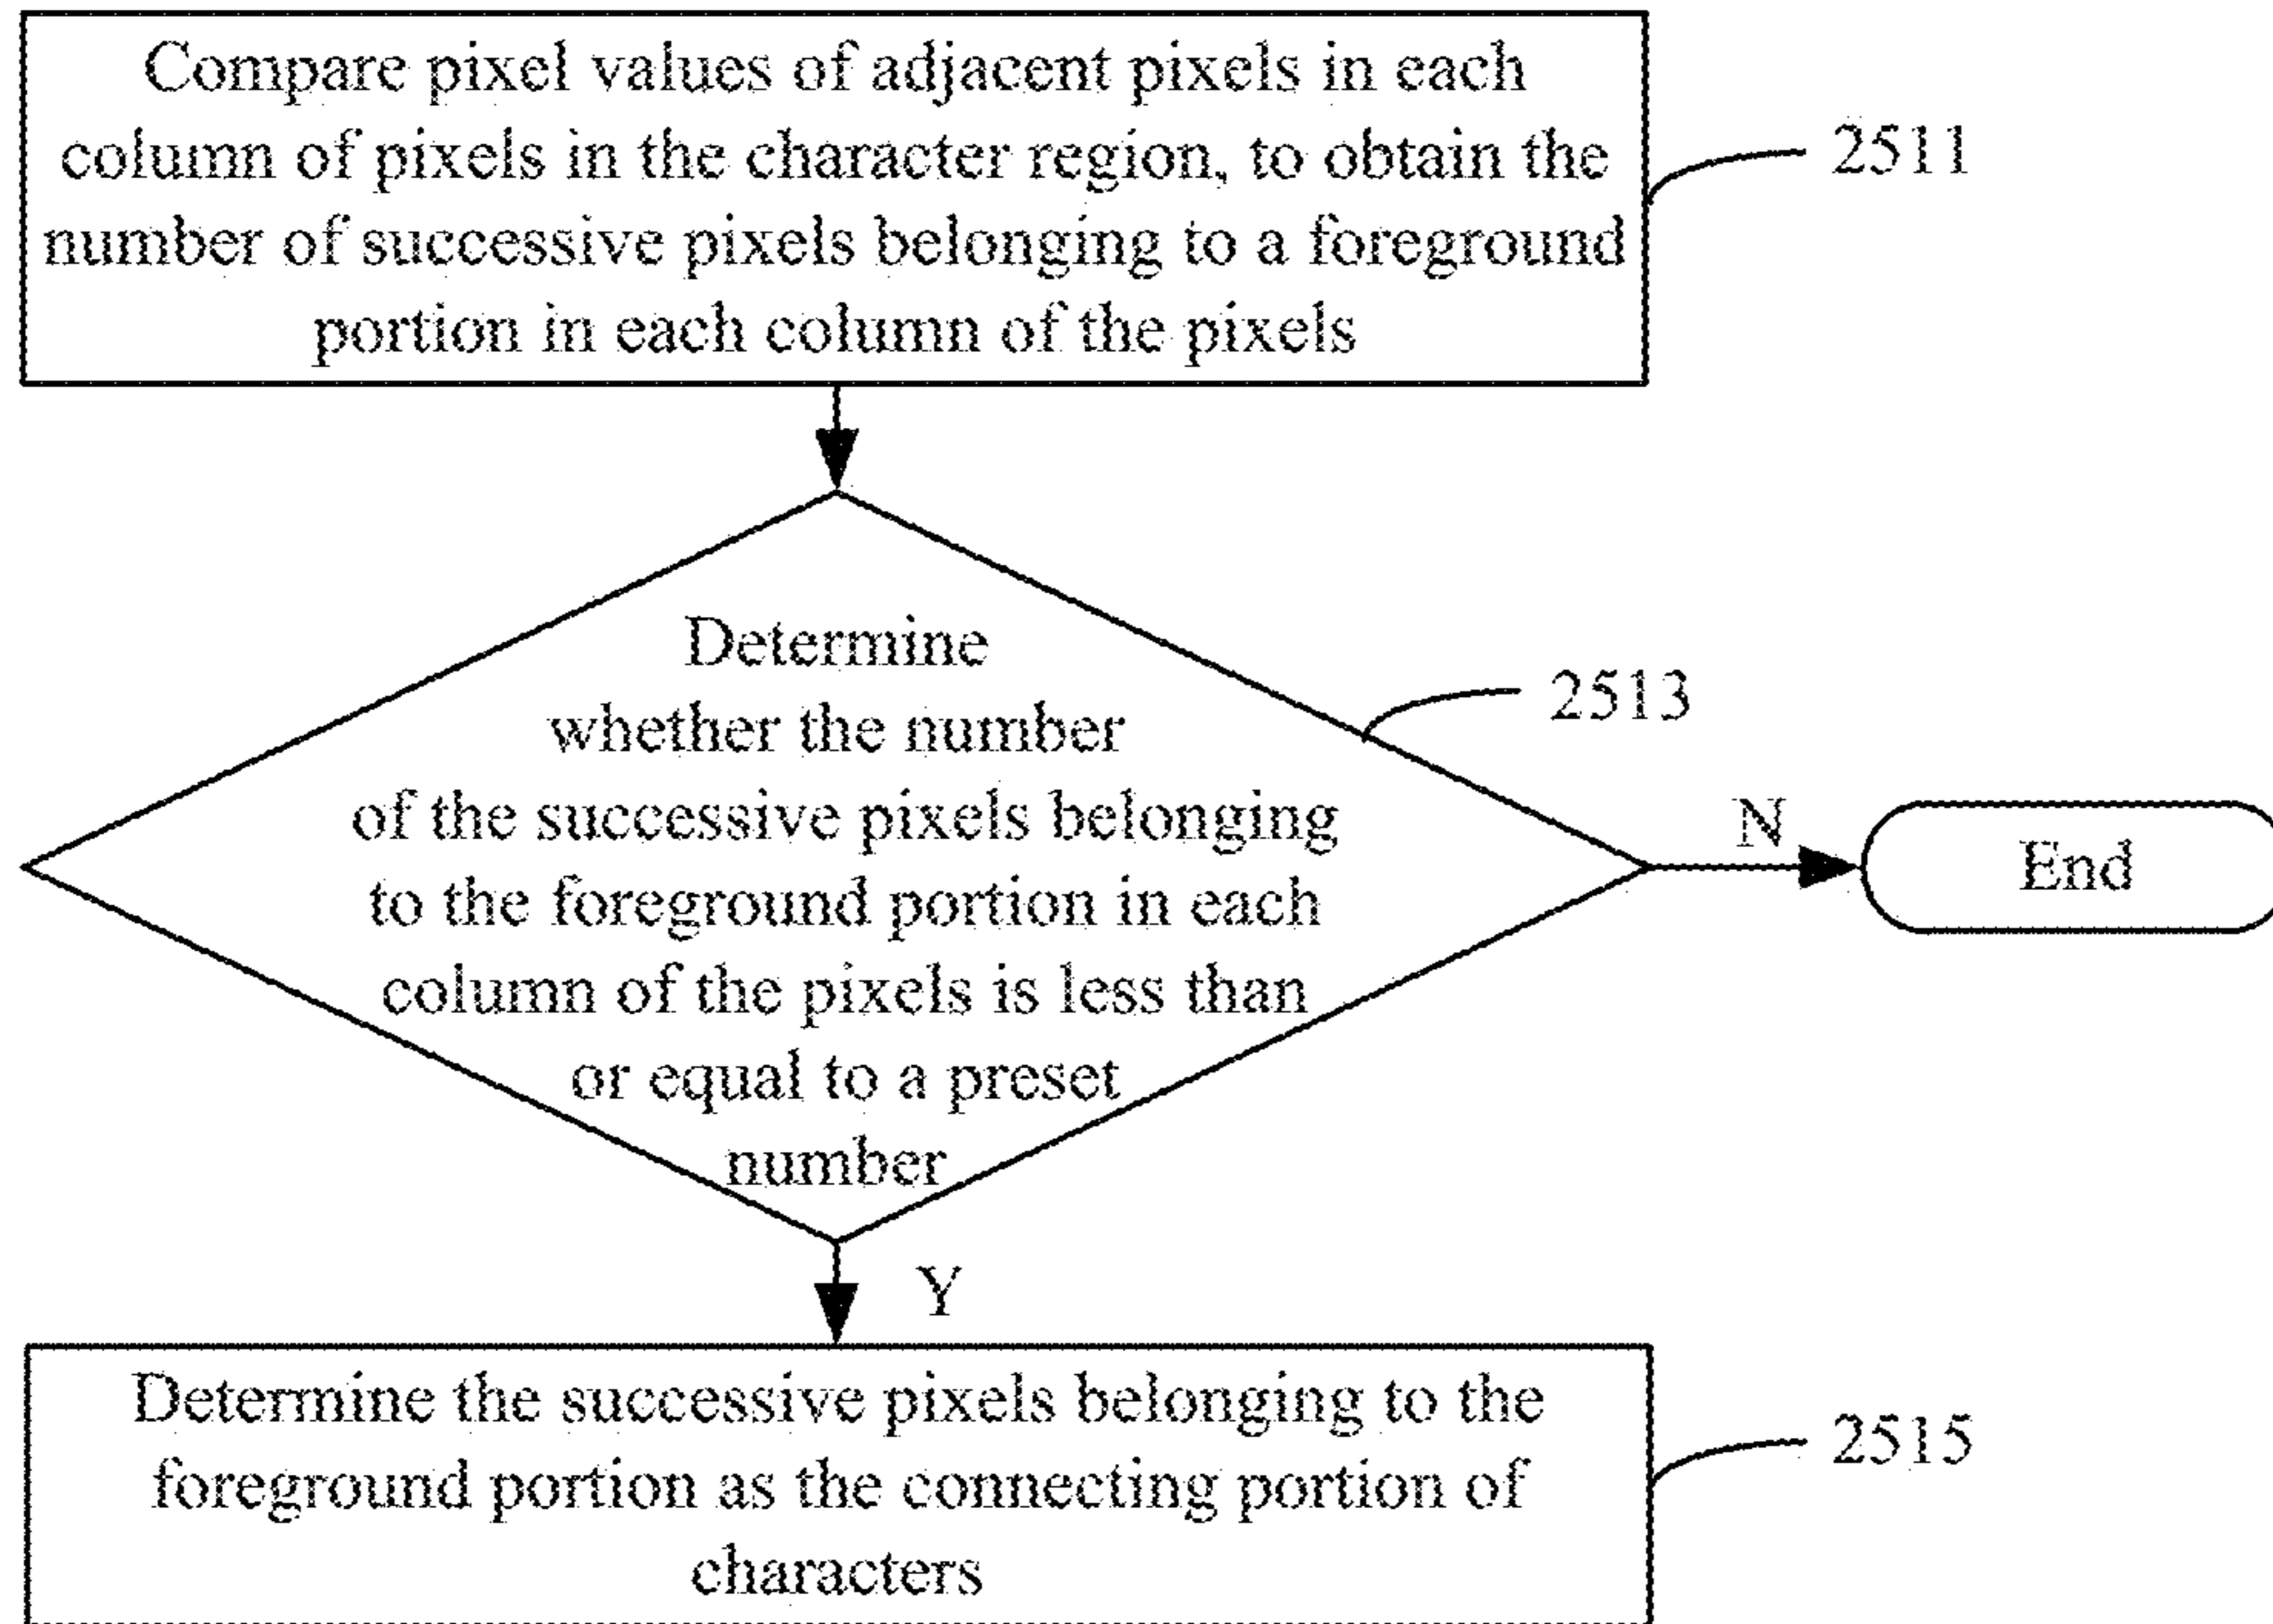 Compare pixel values of adjacent pixels in each
column of pixels in the character region, to obtain the
number of successive pixels belonging to a foreground
portion in each column of the pixels
2511
Determine
whether the number
of the successive pixels belonging
to the foreground portion in each
column of the pixels is less than
or equal to a preset
number
2513
N
End
Y
Determine the successive pixels belonging to the
foreground portion as the connecting portion of
characters
2515